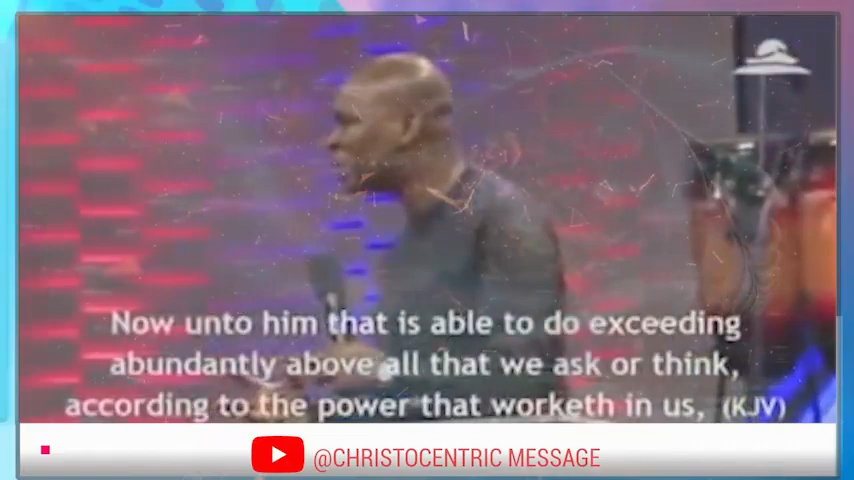 Now unto him that is able to do exceeding
abundantly above all that we ask or think,
according to the power that worketh in us, (KJV)
@CHRISTOCENTRIC MESSAGE